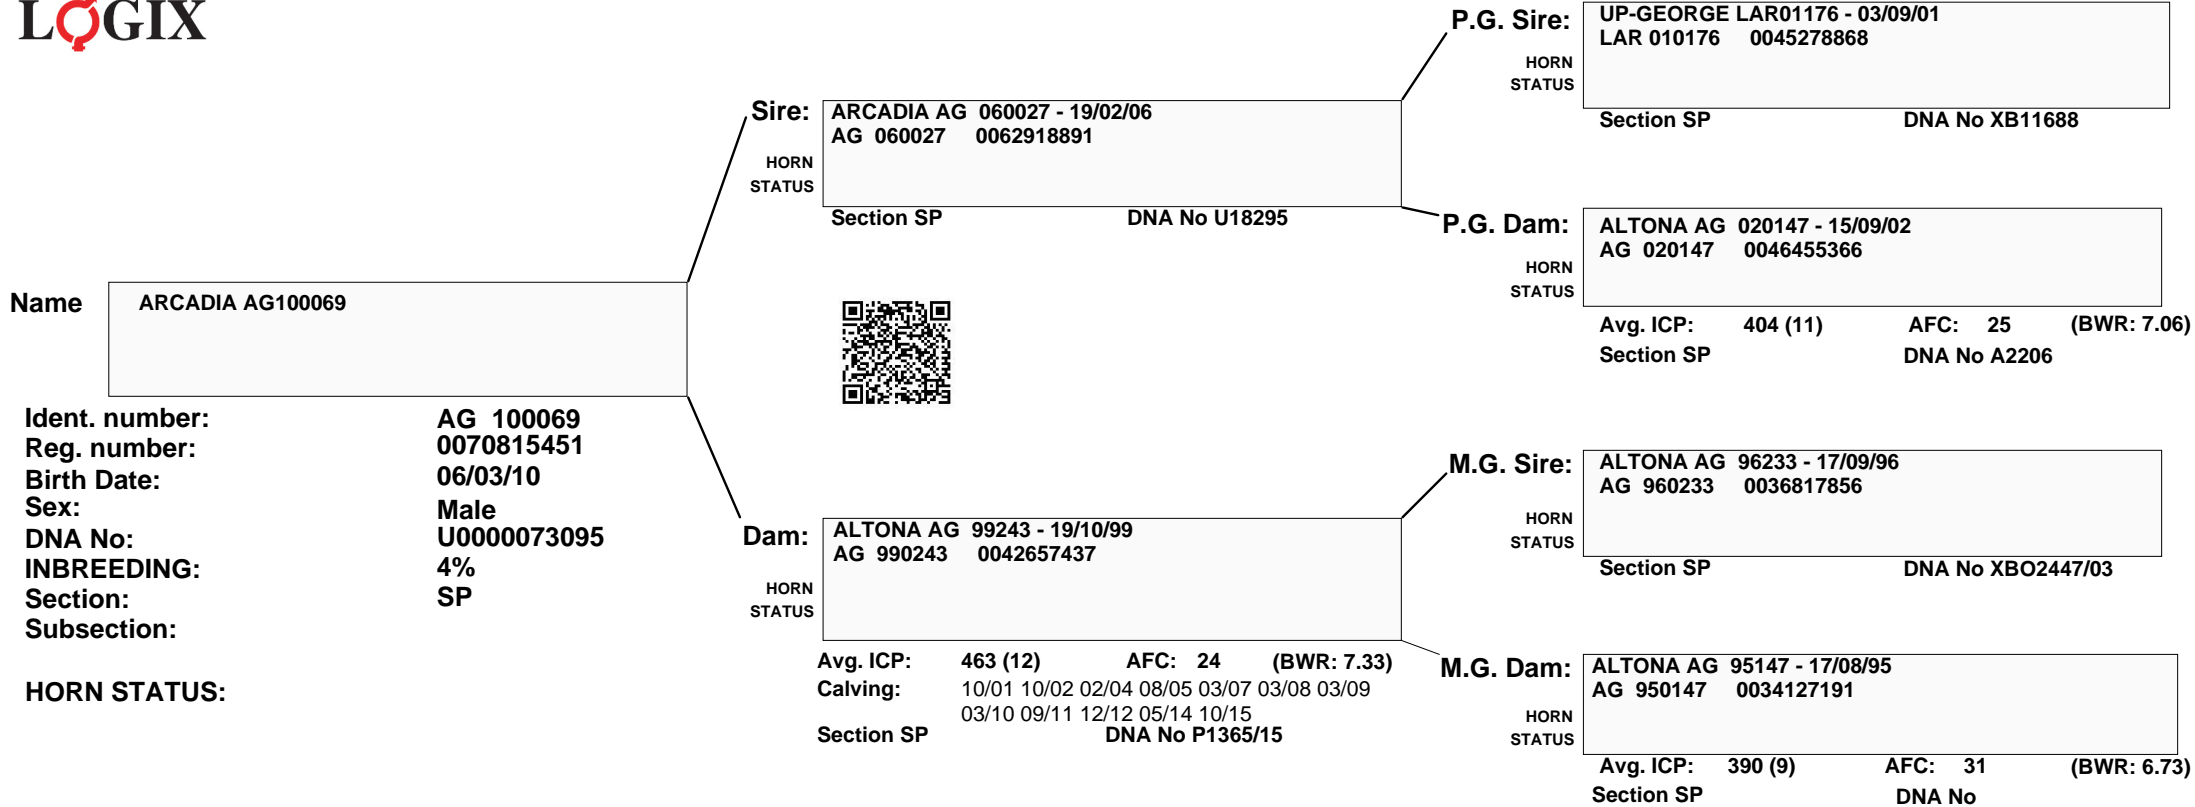 LOGIX
P.G. Sire:
UP-GEORGE LAR01176 - 03/09/01
LAR 010176 0045278868
HORN
STATUS
Section SP DNA No XB11688
Sire:
ARCADIA AG 060027 - 19/02/06
AG 060027 0062918891
HORN
STATUS
Section SP DNA No U18295
P.G. Dam:
ALTONA AG 020147 - 15/09/02
AG 020147 0046455366
HORN
STATUS
Avg. ICP: 404 (11) AFC: 25 (BWR: 7.06)
Section SP DNA No A2206
Name ARCADIA AG100069
Ident. number: AG 100069
Reg. number: 0070815451
Birth Date: 06/03/10
Sex: Male
DNA No: U0000073095
INBREEDING: 4%
Section: SP
Subsection:
HORN STATUS:
M.G. Sire:
ALTONA AG 96233 - 17/09/96
AG 960233 0036817856
HORN
STATUS
Section SP DNA No XBO2447/03
Dam:
ALTONA AG 99243 - 19/10/99
AG 990243 0042657437
HORN
STATUS
Avg. ICP: 463 (12) AFC: 24 (BWR: 7.33)
Calving: 10/01 10/02 02/04 08/05 03/07 03/08 03/09
03/10 09/11 12/12 05/14 10/15
Section SP DNA No P1365/15
M.G. Dam:
ALTONA AG 95147 - 17/08/95
AG 950147 0034127191
HORN
STATUS
Avg. ICP: 390 (9) AFC: 31 (BWR: 6.73)
Section SP DNA No